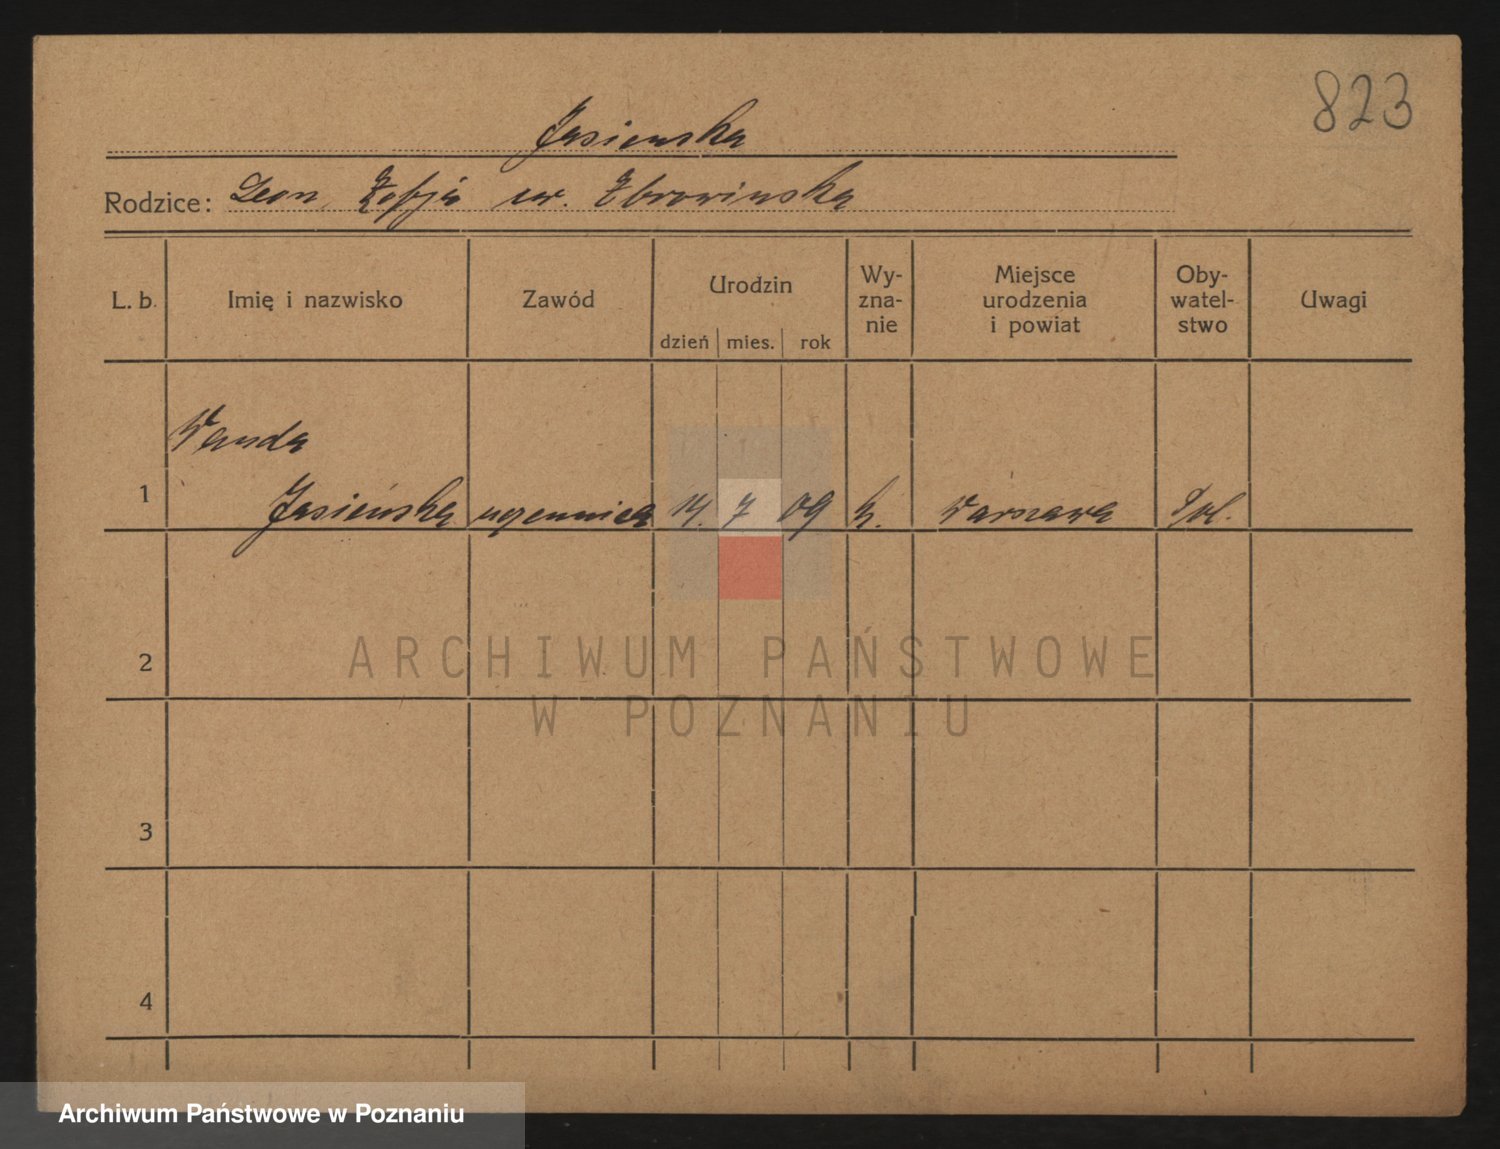 823
Jasieńska
Rodzice: Leon, Zofja ur. Zbrowińska
L. b. Imię i nazwisko Zawód Urodzin Wy-zna-nie Miejsce urodzenia i powiat Oby-watel-stwo Uwagi
dzień mies. rok
Wanda
1 Jasieńska uczennica 14. 7 09 k. Warszawa Pol.
2
ARCHIWUM PAŃSTWOWE
W POZNANIU
3
4
Archiwum Państwowe w Poznaniu